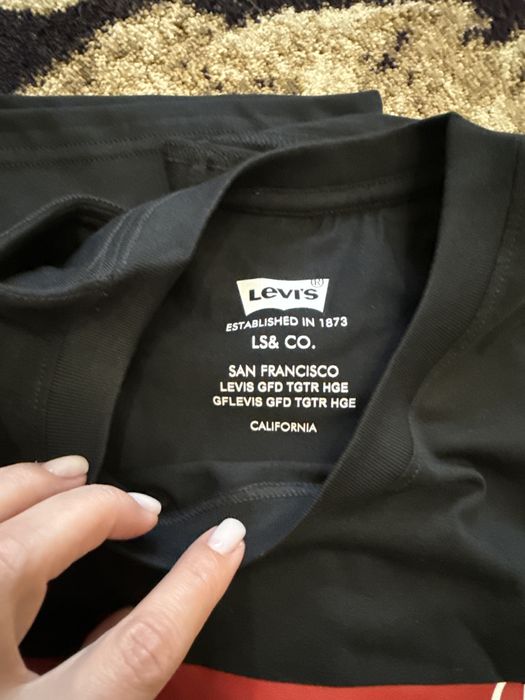 Levi's
(R)
ESTABLISHED IN 1873
LS& CO.
SAN FRANCISCO
LEVIS GFD TGTR HGE
GFLEVIS GFD TGTR HGE
CALIFORNIA